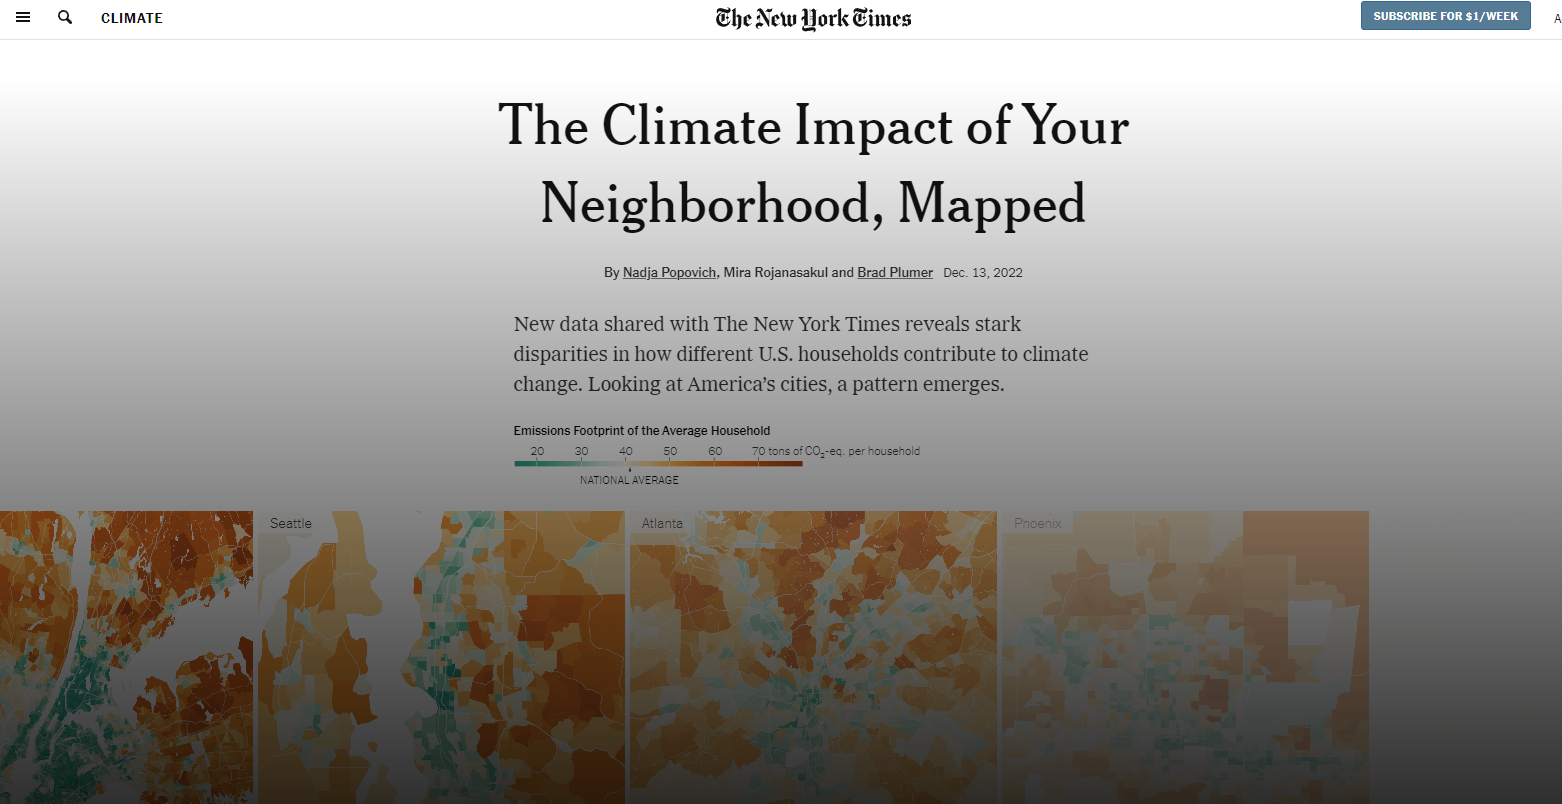 CLIMATE
The New York Times
SUBSCRIBE FOR $1/WEEK
The Climate Impact of Your
Neighborhood, Mapped
By Nadja Popovich, Mira Rojanasakul and Brad Plumer Dec. 13, 2022
New data shared with The New York Times reveals stark
disparities in how different U.S. households contribute to climate
change. Looking at America’s cities, a pattern emerges.
Emissions Footprint of the Average Household
20 30 40 50 60 70 tons of CO₂-eq. per household
NATIONAL AVERAGE
Seattle
Atlanta
Phoenix